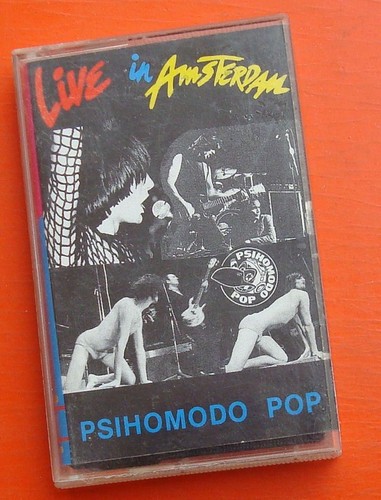 Live in AmsTERDAM
PSIHOMODO
POP
PSIHOMODO POP